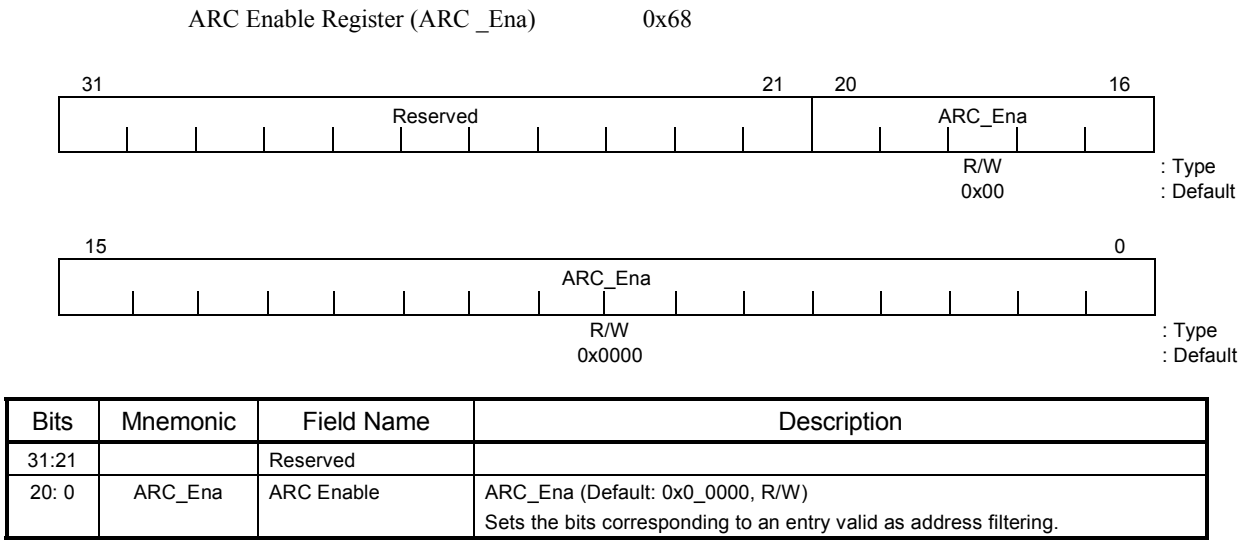 ARC Enable Register (ARC _Ena) 0x68
31 21 20 16
Reserved ARC_Ena
R/W : Type
0x00 : Default
15 0
ARC_Ena
R/W : Type
0x0000 : Default
Bits Mnemonic Field Name Description
31:21 Reserved
20: 0 ARC_Ena ARC Enable ARC_Ena (Default: 0x0_0000, R/W)
Sets the bits corresponding to an entry valid as address filtering.